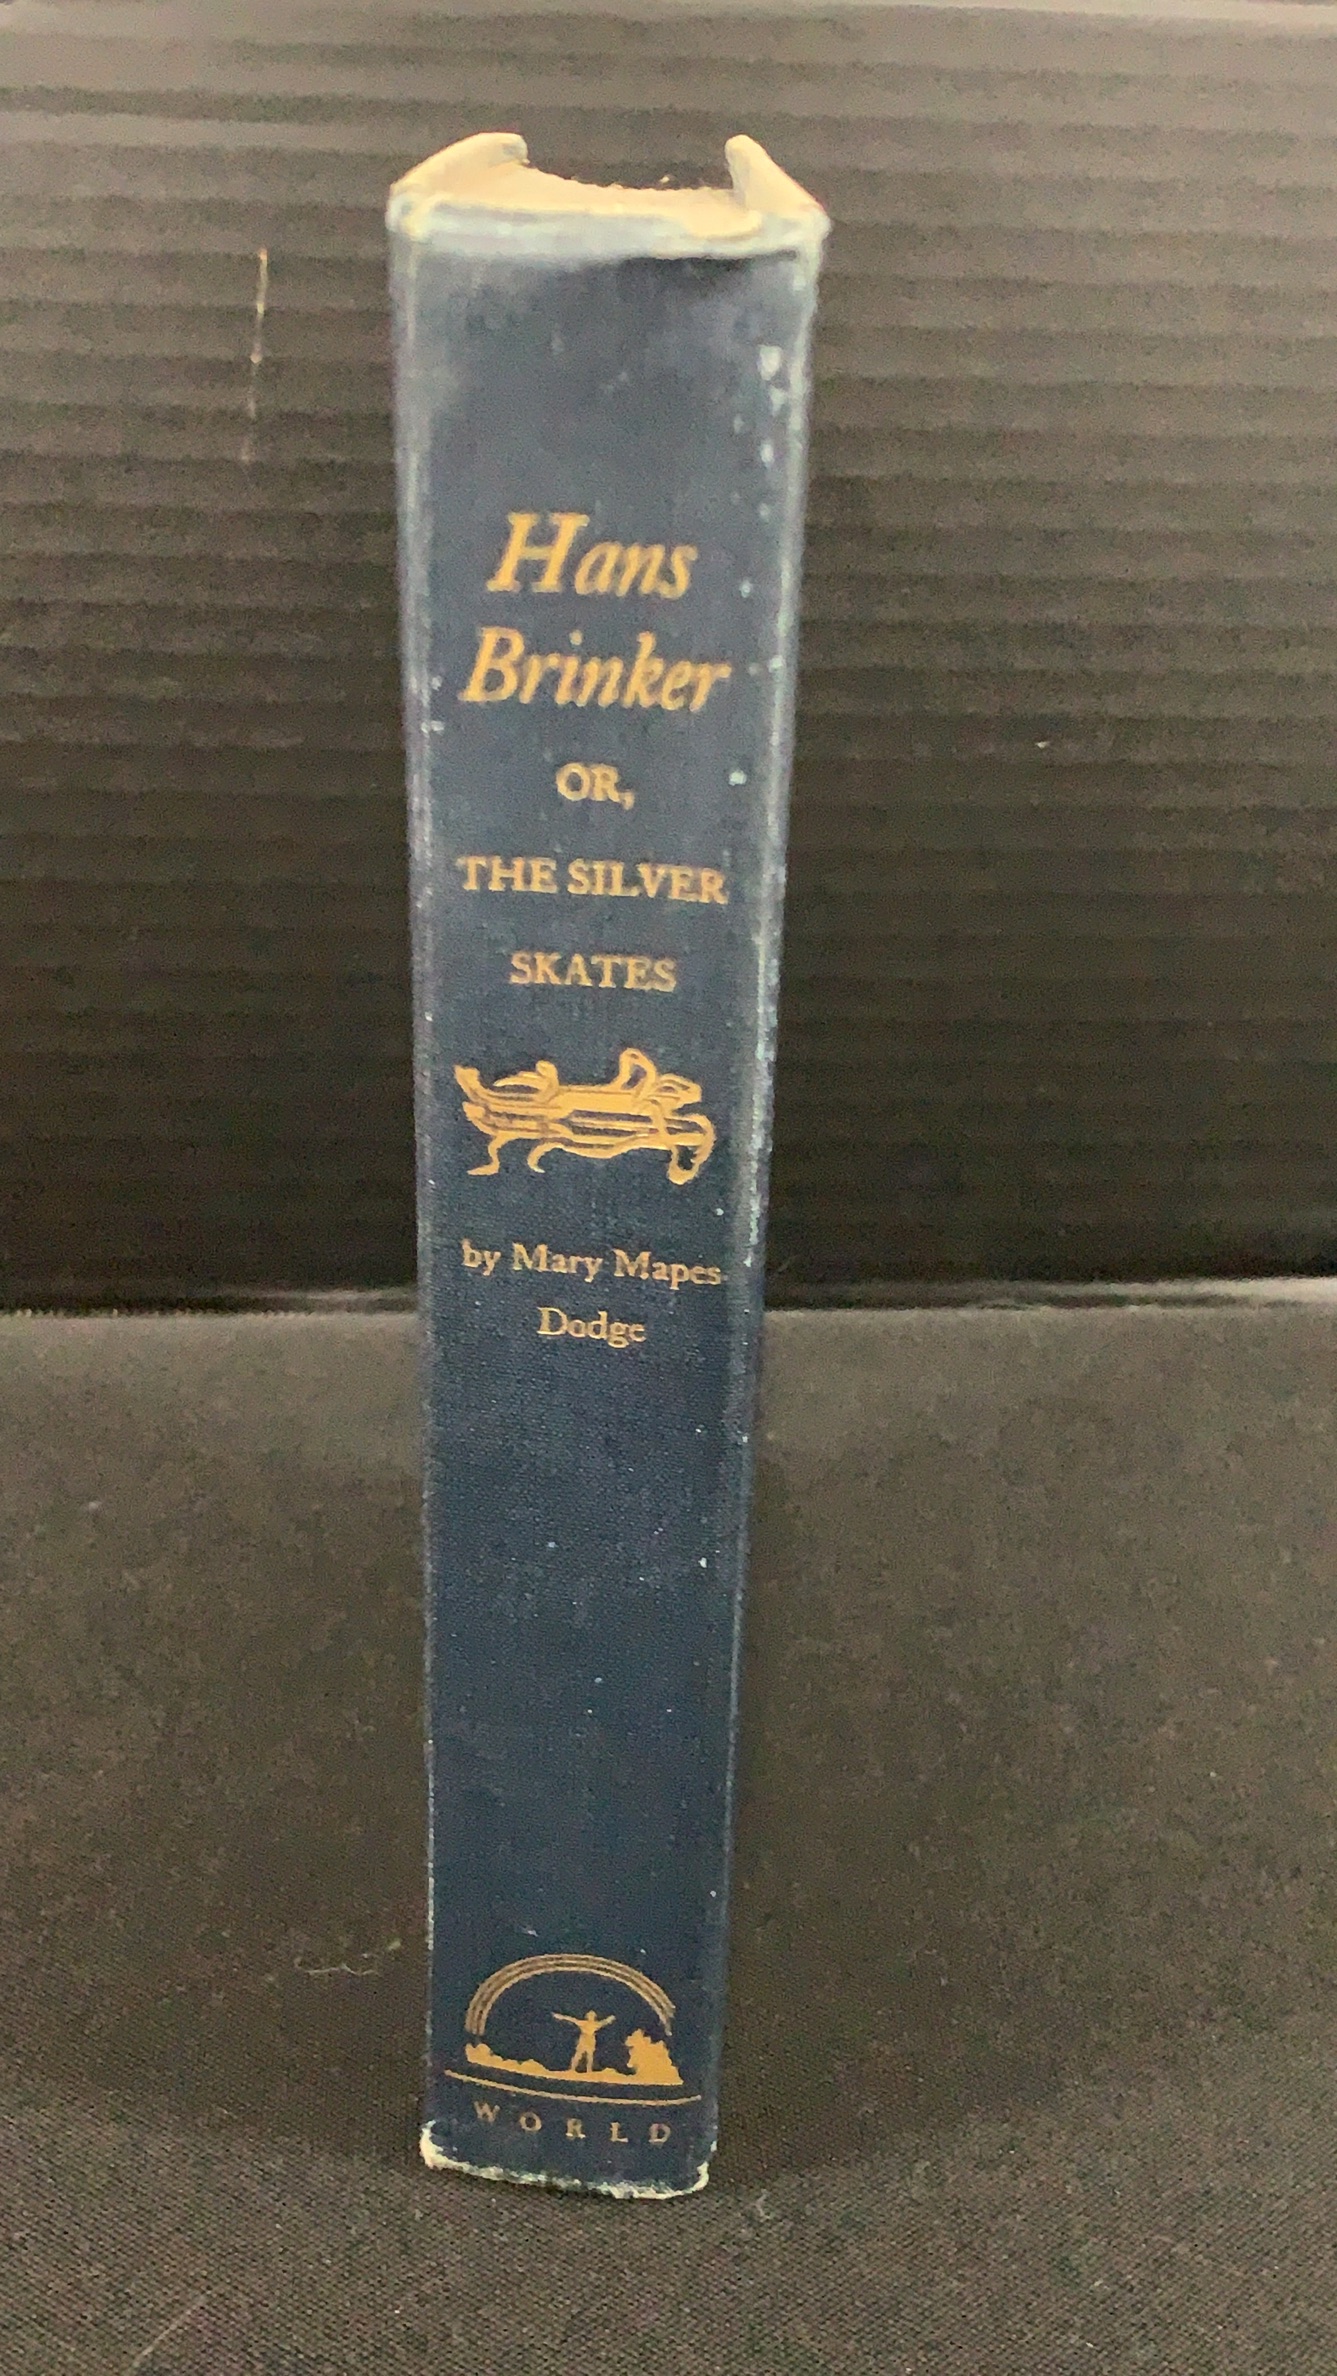 Hans
Brinker
OR,
THE SILVER
SKATES
by Mary Mapes
Dodge
WORLD